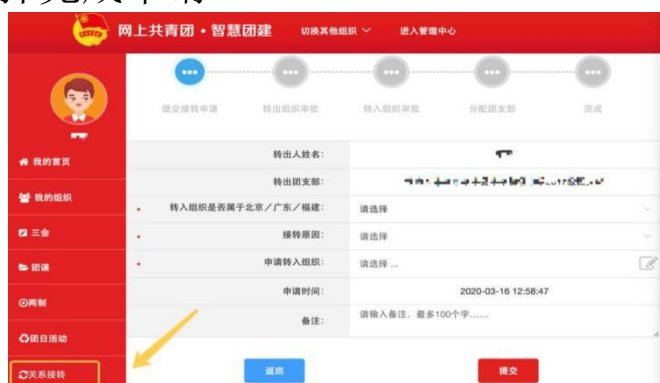 网上共青团·智慧团建 切换其他组织 进入管理中心
提交接转申请 转出组织审批 转入组织审批 分配团支部 完成
转出人姓名：
我的首页
转出团支部：
我的组织
* 转入组织是否属于北京／广东／福建： 请选择
三会
* 接转原因： 请选择
团课
* 申请转入组织： 请选择 ...
申请时间： 2020-03-16 12:58:47
两制
备注： 请输入备注，最多100个字......
团日活动
关系接转
返回 提交